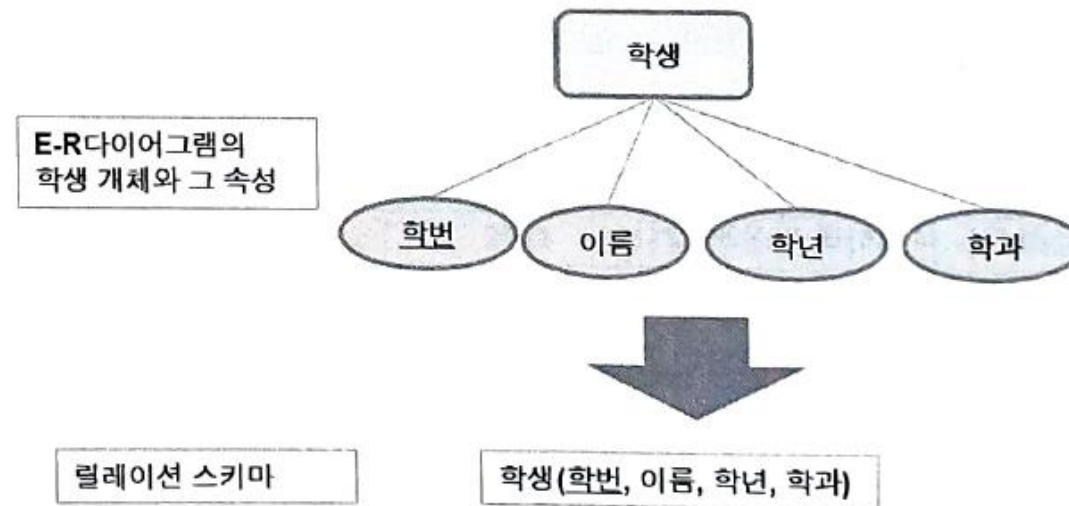 학생
E-R다이어그램의
학생 개체와 그 속성
학번
이름
학년
학과
릴레이션 스키마
학생(학번, 이름, 학년, 학과)